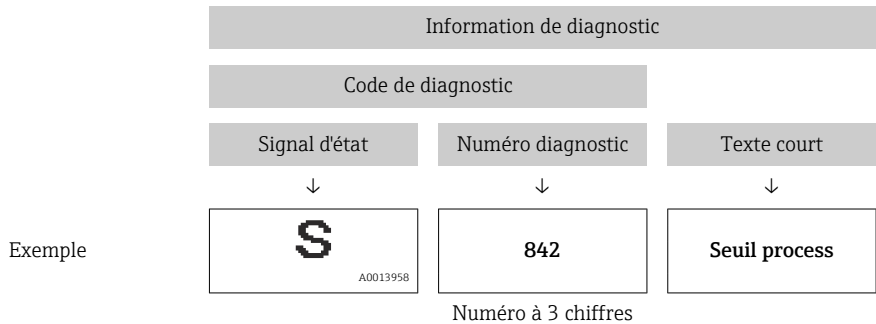 Information de diagnostic
Code de diagnostic
Signal d'état Numéro diagnostic Texte court
↓ ↓ ↓
Exemple S 842 Seuil process
A0013958
Numéro à 3 chiffres